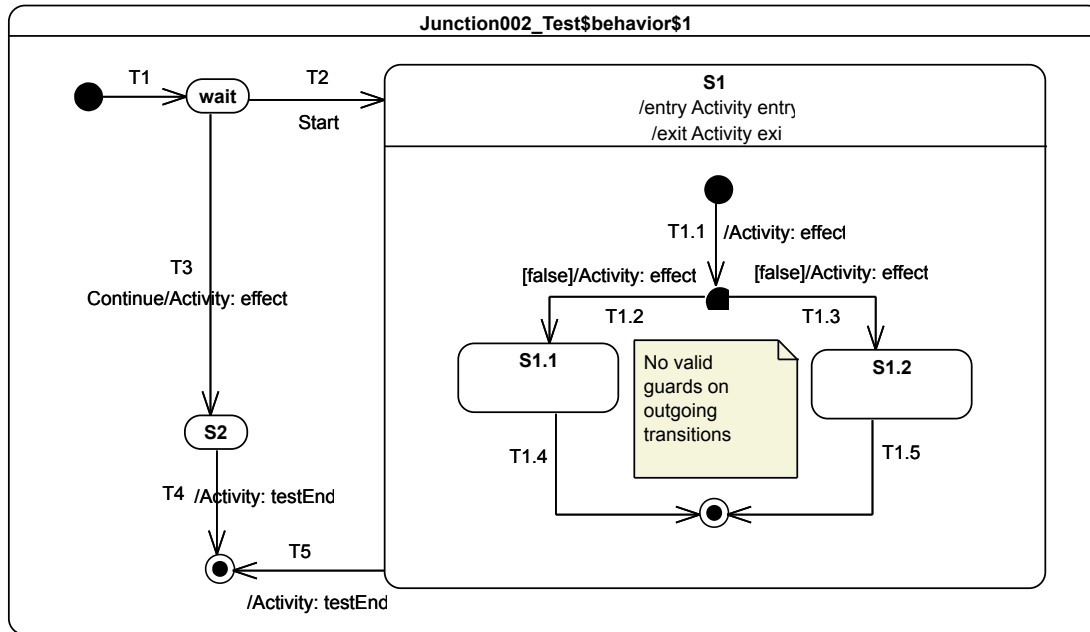 Junction002_Test$behavior$1
T1
wait
T2
Start
S1
/entry Activity entry
/exit Activity exi
T1.1
/Activity: effect
[false]/Activity: effect
[false]/Activity: effect
T1.2
T1.3
T3
Continue/Activity: effect
S1.1
No valid
guards on
outgoing
transitions
S1.2
S2
T1.4
T1.5
T4
/Activity: testEnd
T5
/Activity: testEnd